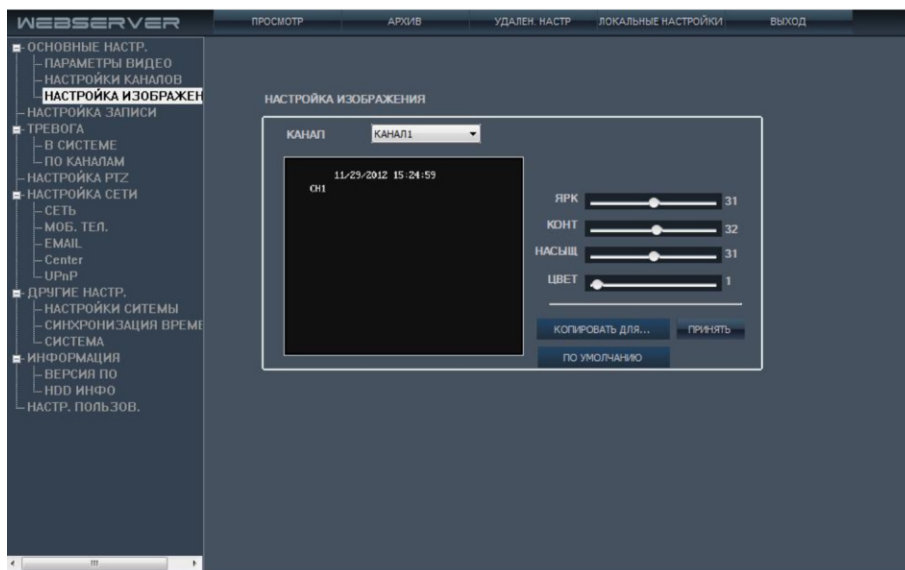 WEBSERVER
ПРОСМОТР АРХИВ УДАЛЕН. НАСТР ЛОКАЛЬНЫЕ НАСТРОЙКИ ВЫХОД
ОСНОВНЫЕ НАСТР.
ПАРАМЕТРЫ ВИДЕО
НАСТРОЙКИ КАНАЛОВ
НАСТРОЙКА ИЗОБРАЖЕН
НАСТРОЙКА ЗАПИСИ
ТРЕВОГА
В СИСТЕМЕ
ПО КАНАЛАМ
НАСТРОЙКА PTZ
НАСТРОЙКА СЕТИ
СЕТЬ
МОБ. ТЕЛ.
EMAIL
Center
UPnP
ДРУГИЕ НАСТР.
НАСТРОЙКИ СИТЕМЫ
СИНХРОНИЗАЦИЯ ВРЕМЕ
СИСТЕМА
ИНФОРМАЦИЯ
ВЕРСИЯ ПО
HDD ИНФО
НАСТР. ПОЛЬЗОВ.
НАСТРОЙКА ИЗОБРАЖЕНИЯ
КАНАЛ КАНАЛ1
11/29/2012 15:24:59
CH1
ЯРК 31
КОНТ 32
НАСЫЩ 31
ЦВЕТ 1
КОПИРОВАТЬ ДЛЯ... ПРИНЯТЬ
ПО УМОЛЧАНИЮ